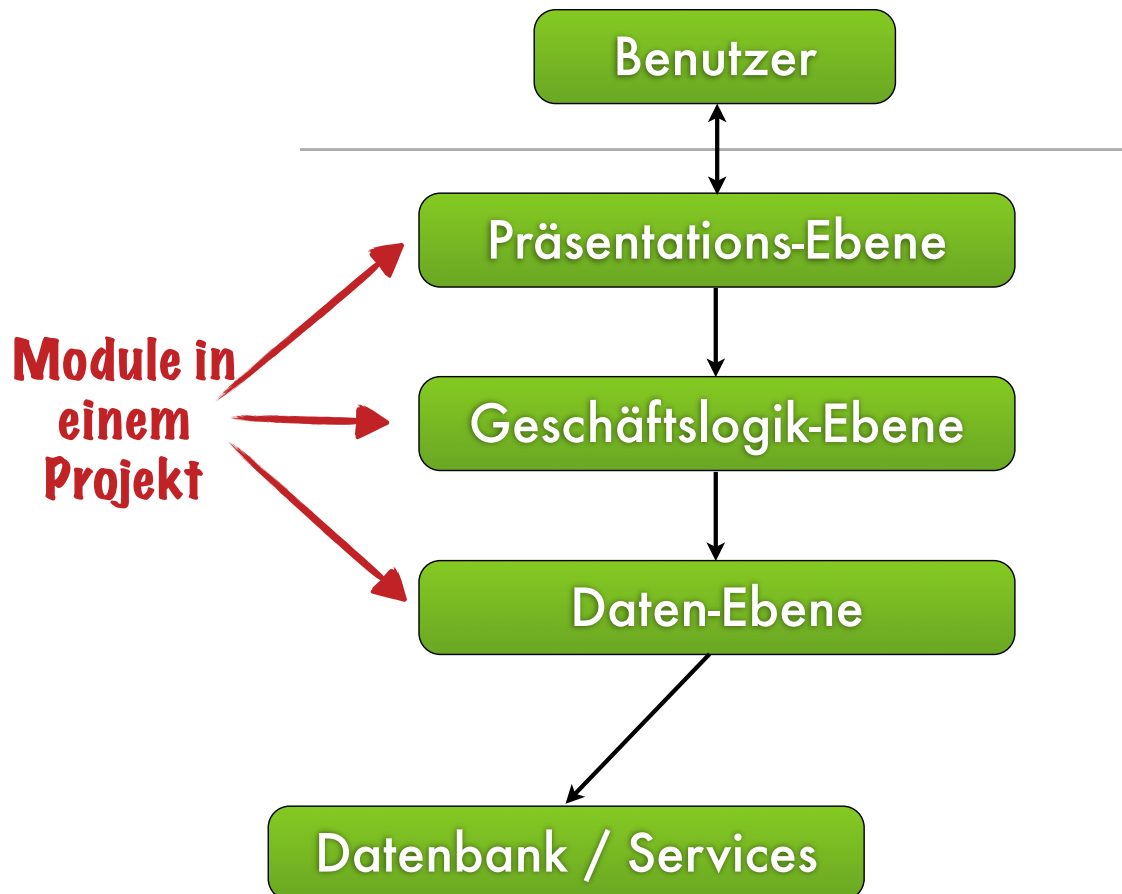 Benutzer
Präsentations-Ebene
Module in
einem
Projekt
Geschäftslogik-Ebene
Daten-Ebene
Datenbank / Services